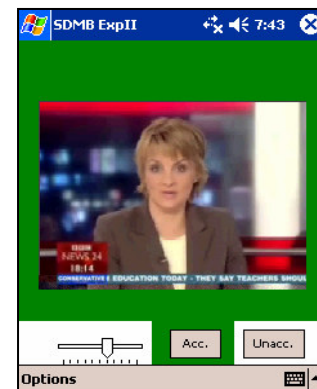 SDMB ExpII 7:43
BBC
NEWS 24
18:14
CONSERVATIVE EDUCATION TODAY - THEY SAY TEACHERS SHOUL
Acc. Unacc.
Options